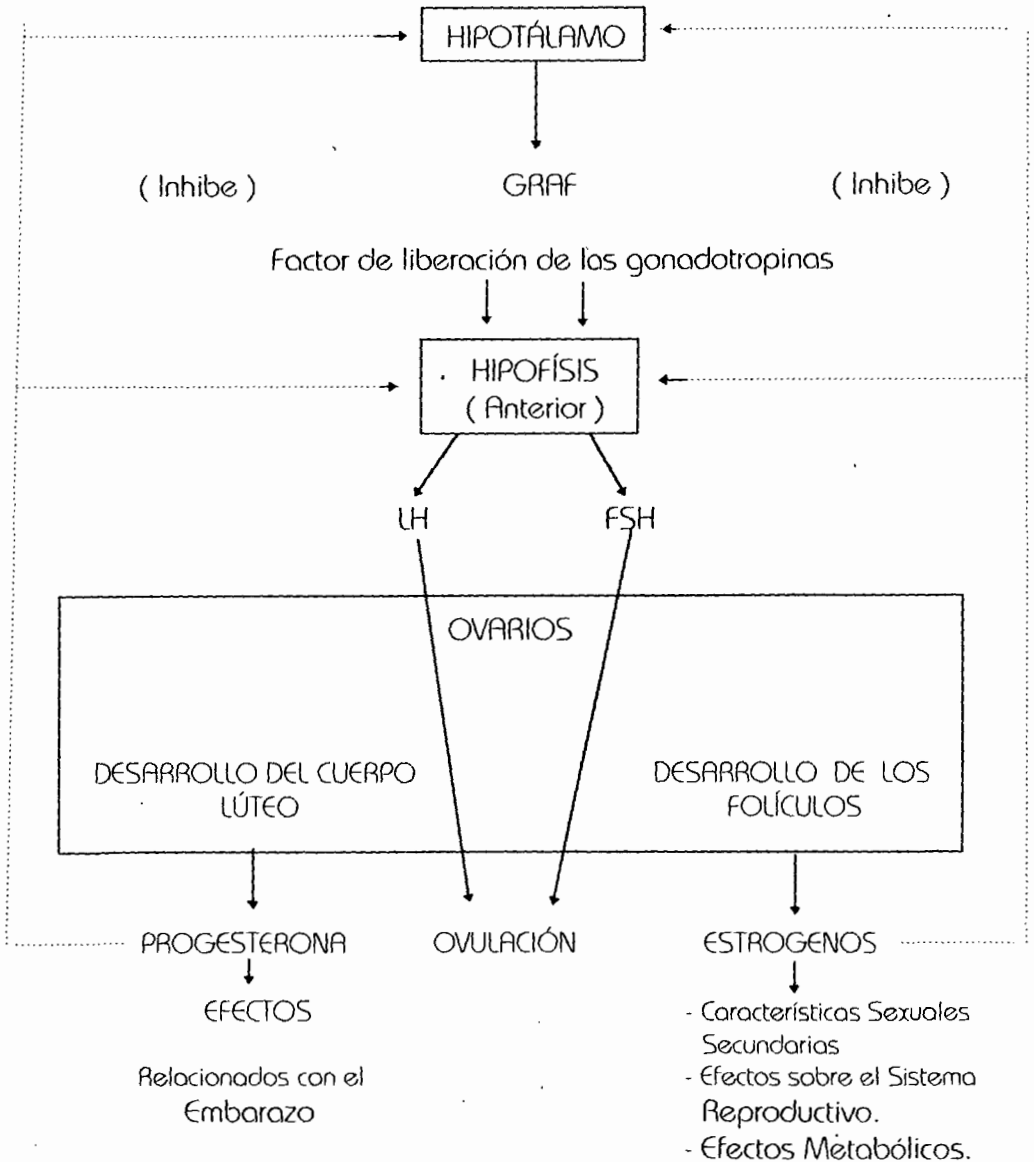 HIPOTÁLAMO
( Inhibe ) GRAF ( Inhibe )
Factor de liberación de las gonadotropinas
HIPOFÍSIS
( Anterior )
LH FSH
OVARIOS
DESARROLLO DEL CUERPO
LÚTEO
DESARROLLO DE LOS
FOLÍCULOS
PROGESTERONA OVULACIÓN ESTROGENOS
EFECTOS
Relacionados con el
Embarazo
- Características Sexuales
Secundarias
- Efectos sobre el Sistema
Reproductivo.
- Efectos Metabólicos.